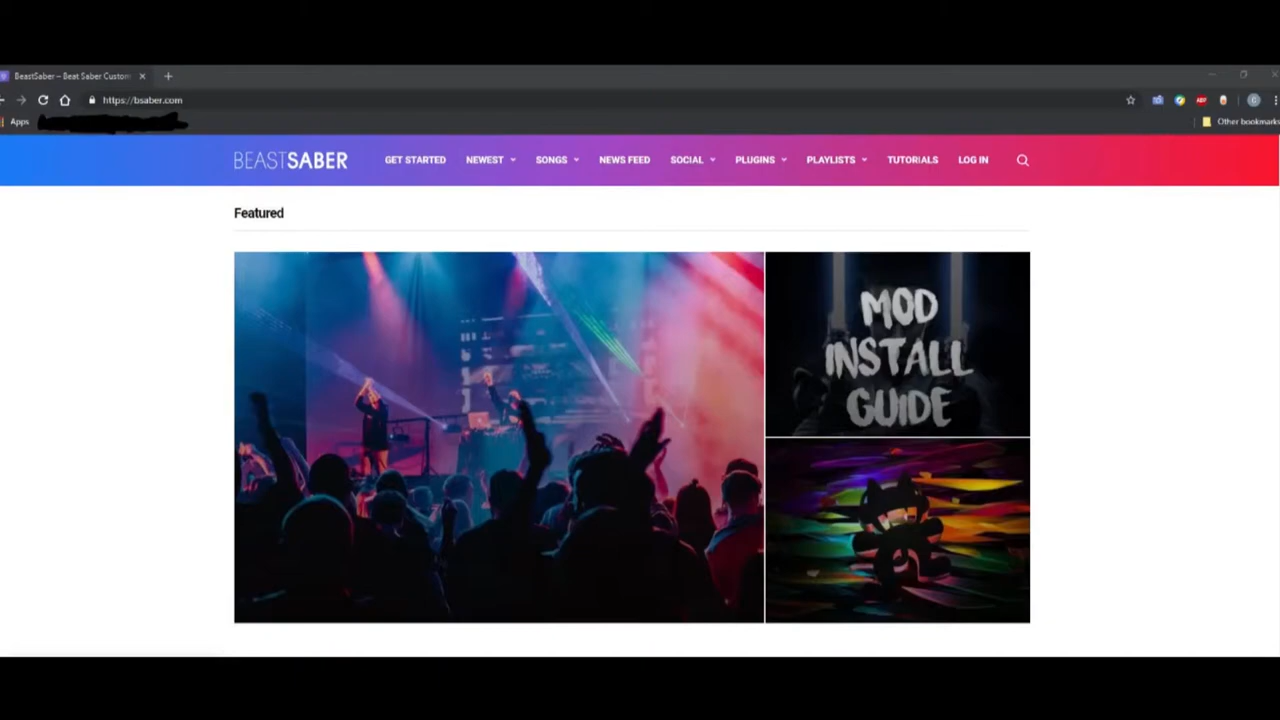 BeastSaber – Beat Saber Custom
https://bsaber.com
Apps
Other bookmarks
BEASTSABER GET STARTED NEWEST SONGS NEWS FEED SOCIAL PLUGINS PLAYLISTS TUTORIALS LOG IN
Featured
MOD
INSTALL
GUIDE